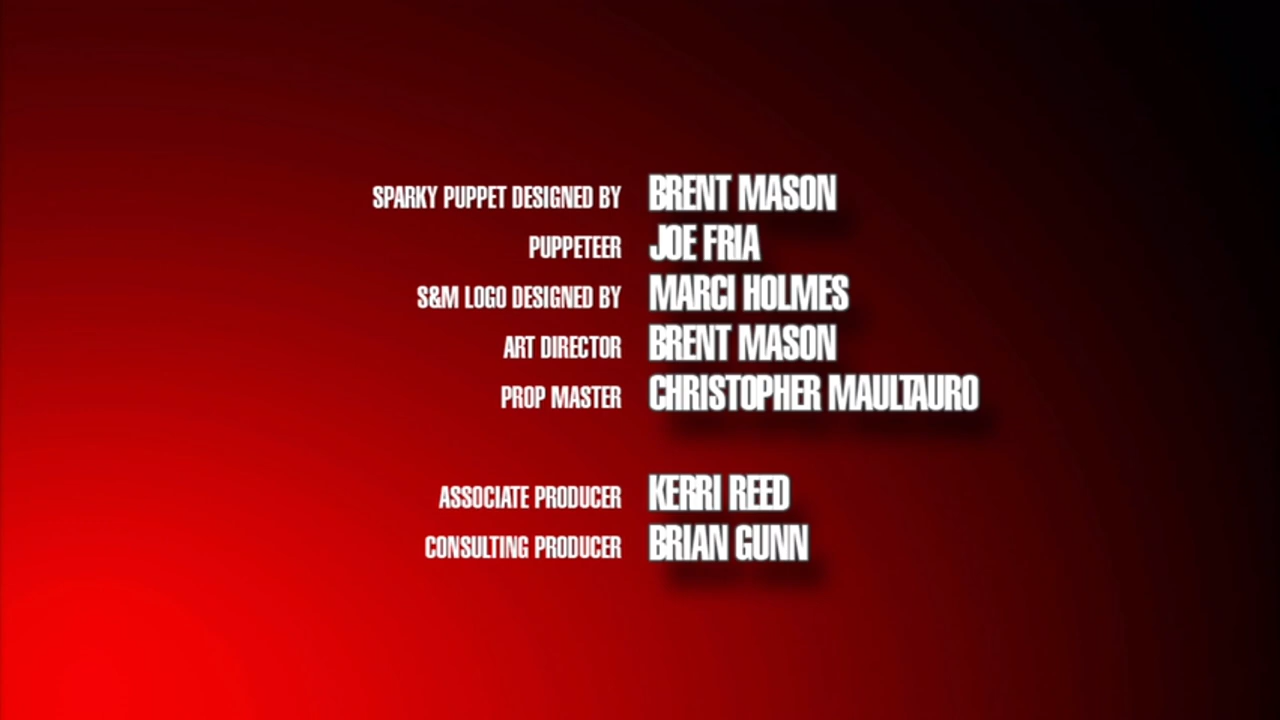 SPARKY PUPPET DESIGNED BY BRENT MASON
PUPPETEER JOE FRIA
S&M LOGO DESIGNED BY MARCI HOLMES
ART DIRECTOR BRENT MASON
PROP MASTER CHRISTOPHER MAULTAURO
ASSOCIATE PRODUCER KERRI REED
CONSULTING PRODUCER BRIAN GUNN